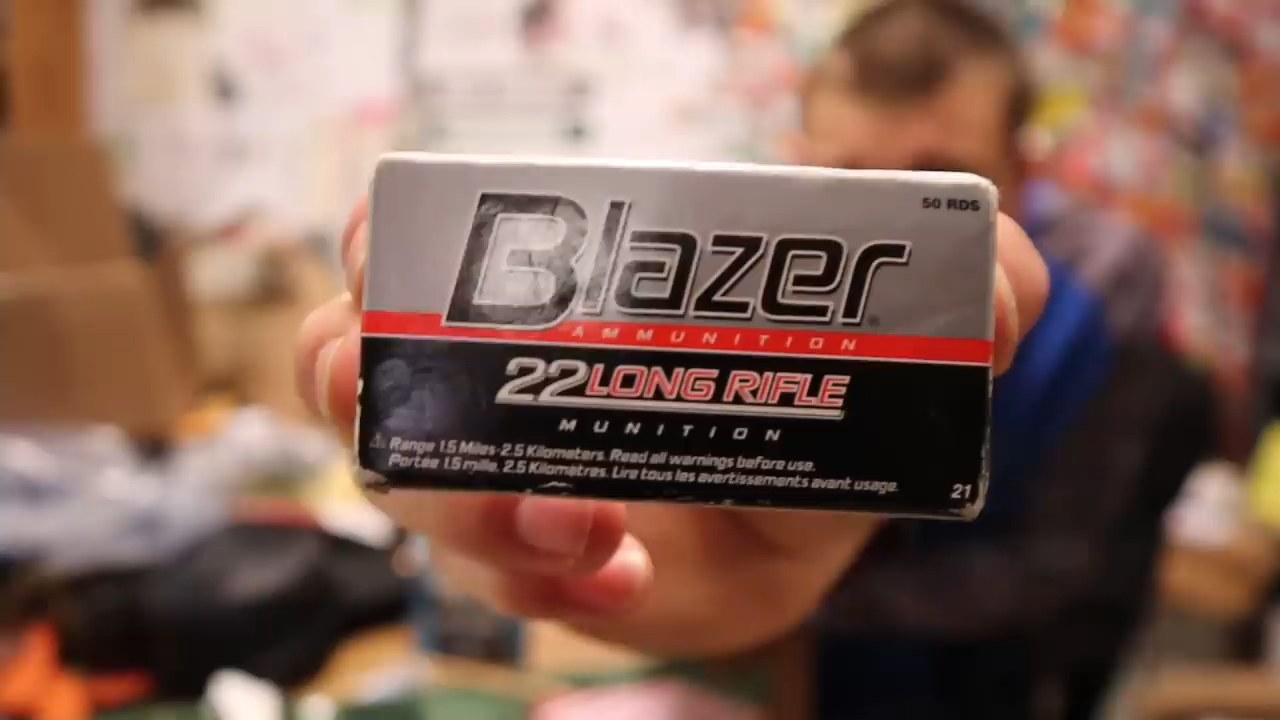 50 RDS
Blazer®
AMMUNITION
22 LONG RIFLE
MUNITION
⚠ Range 1.5 Miles-2.5 Kilometers. Read all warnings before use.
Portée 1.5 mille, 2.5 Kilomètres. Lire tous les avertissements avant usage.
21